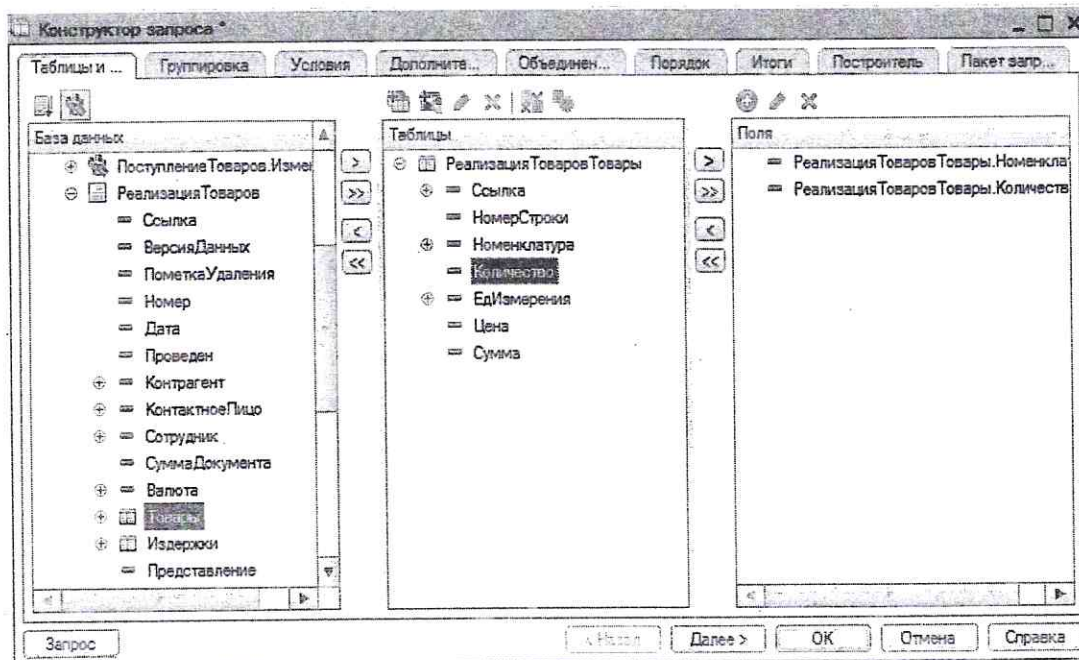 Конструктор запроса *
Таблицы и ...
Группировка
Условия
Дополните...
Объединен...
Порядок
Итоги
Построитель
Пакет запр...
База данных
ПоступлениеТоваров.Измен
РеализацияТоваров
Ссылка
ВерсияДанных
ПометкаУдаления
Номер
Дата
Проведен
Контрагент
КонтактноеЛицо
Сотрудник
СуммаДокумента
Валюта
Товары
Издержки
Представление
>
>>
<
<<
Таблицы
РеализацияТоваровТовары
Ссылка
НомерСтроки
Номенклатура
Количество
ЕдИзмерения
Цена
Сумма
>
>>
<
<<
Поля
РеализацияТоваровТовары.Номенкла
РеализацияТоваровТовары.Количеств
Запрос
< Назад
Далее >
OK
Отмена
Справка